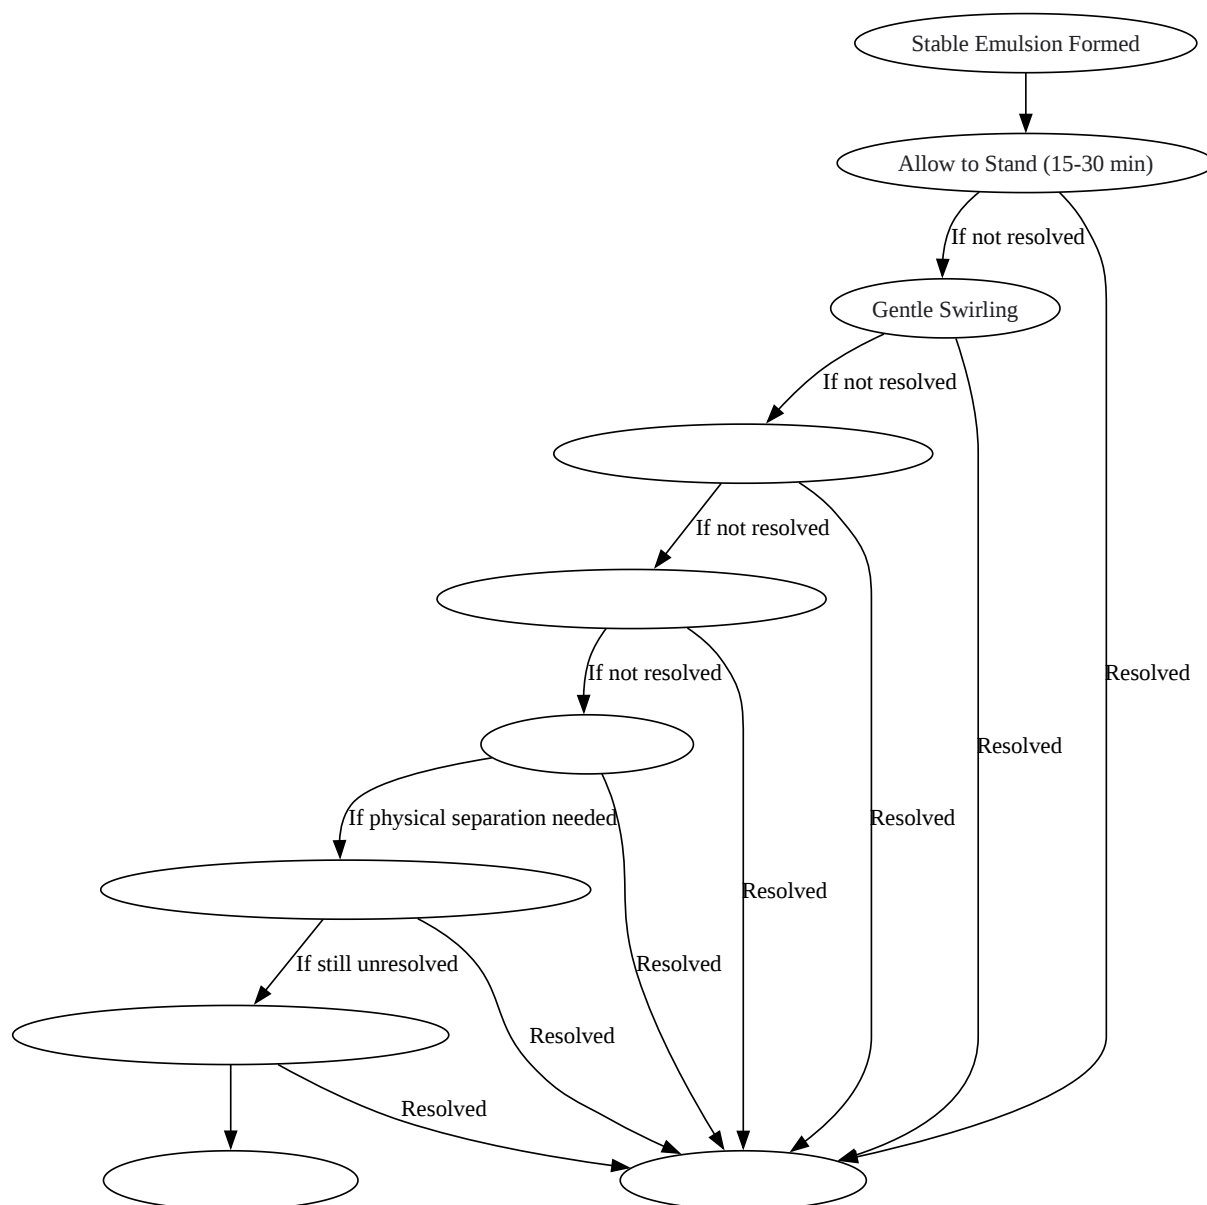 Stable Emulsion Formed
Allow to Stand (15-30 min)
If not resolved
Gentle Swirling
If not resolved
If not resolved
If not resolved
Resolved
Resolved
If physical separation needed
Resolved
Resolved
If still unresolved
Resolved
Resolved
Resolved